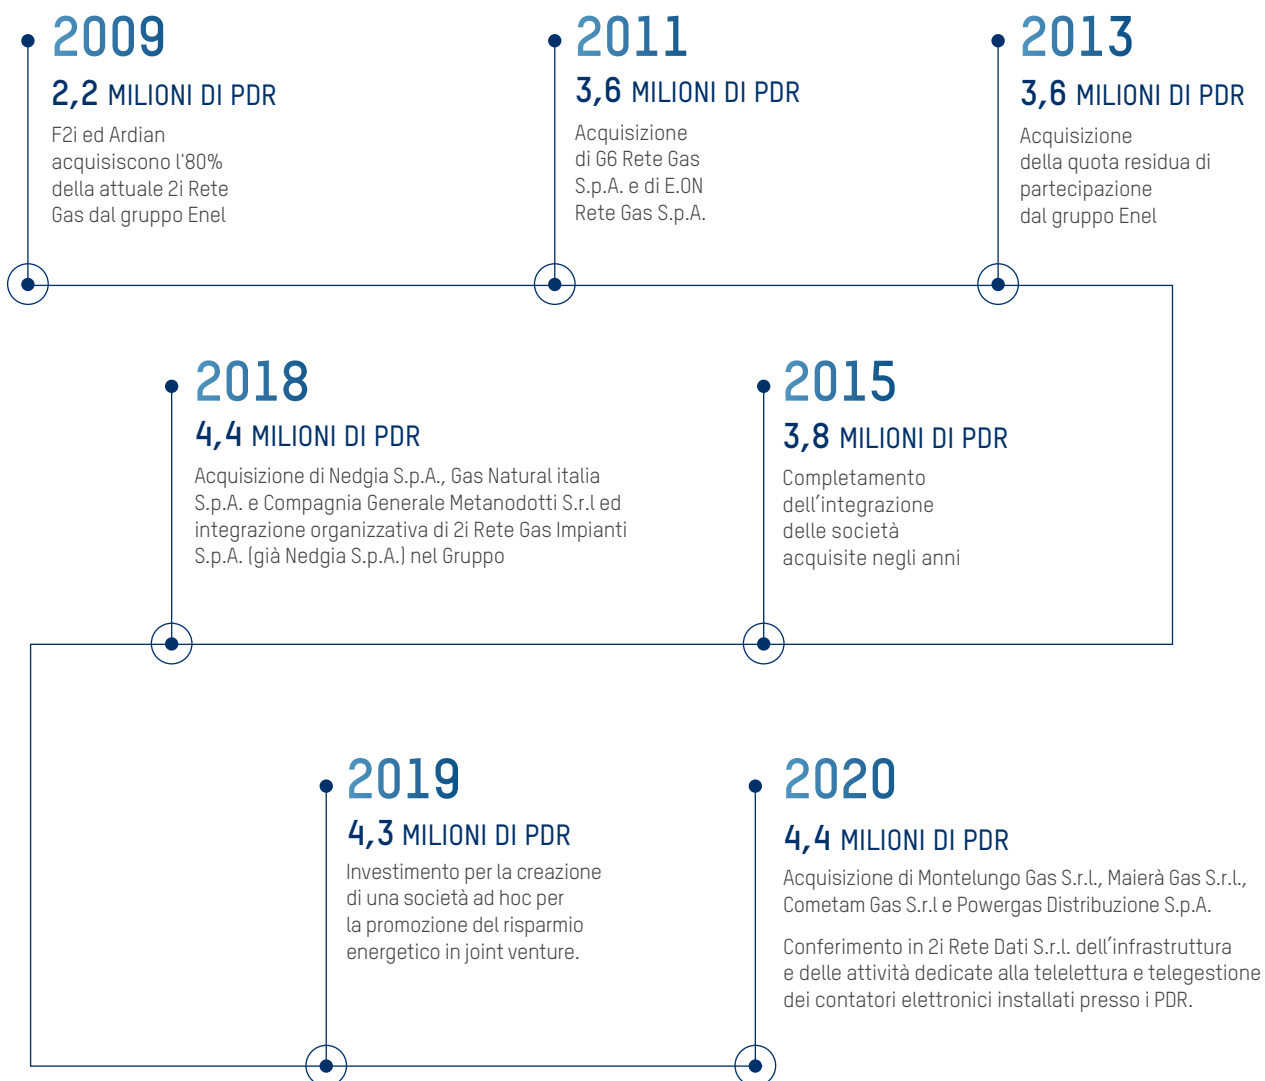 2009
2,2 MILIONI DI PDR
F2i ed Ardian
acquisiscono l'80%
della attuale 2i Rete
Gas dal gruppo Enel
2011
3,6 MILIONI DI PDR
Acquisizione
di G6 Rete Gas
S.p.A. e di E.ON
Rete Gas S.p.A.
2013
3,6 MILIONI DI PDR
Acquisizione
della quota residua di
partecipazione
dal gruppo Enel
2015
3,8 MILIONI DI PDR
Completamento
dell’integrazione
delle società
acquisite negli anni
2018
4,4 MILIONI DI PDR
Acquisizione di Nedgia S.p.A., Gas Natural italia
S.p.A. e Compagnia Generale Metanodotti S.r.l ed
integrazione organizzativa di 2i Rete Gas Impianti
S.p.A. (già Nedgia S.p.A.) nel Gruppo
2019
4,3 MILIONI DI PDR
Investimento per la creazione
di una società ad hoc per
la promozione del risparmio
energetico in joint venture.
2020
4,4 MILIONI DI PDR
Acquisizione di Montelungo Gas S.r.l., Maierà Gas S.r.l.,
Cometam Gas S.r.l e Powergas Distribuzione S.p.A.
Conferimento in 2i Rete Dati S.r.l. dell’infrastruttura
e delle attività dedicate alla telelettura e telegestione
dei contatori elettronici installati presso i PDR.